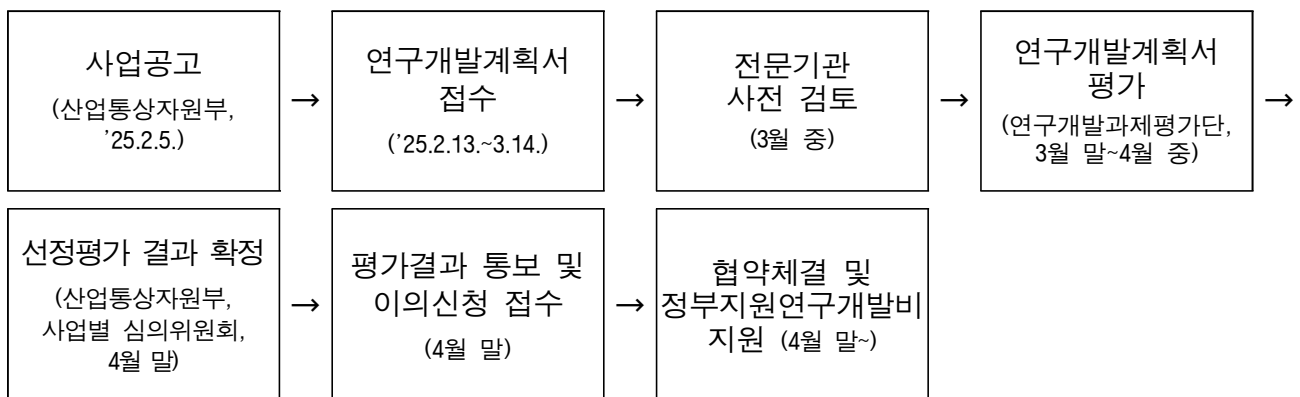 사업공고
(산업통상자원부,
’25.2.5.)
→
연구개발계획서
접수
(’25.2.13.~3.14.)
→
전문기관
사전 검토
(3월 중)
→
연구개발계획서
평가
(연구개발과제평가단,
3월 말~4월 중)
→
선정평가 결과 확정
(산업통상자원부,
사업별 심의위원회,
4월 말)
→
평가결과 통보 및
이의신청 접수
(4월 말)
→
협약체결 및
정부지원연구개발비
지원 (4월 말~)